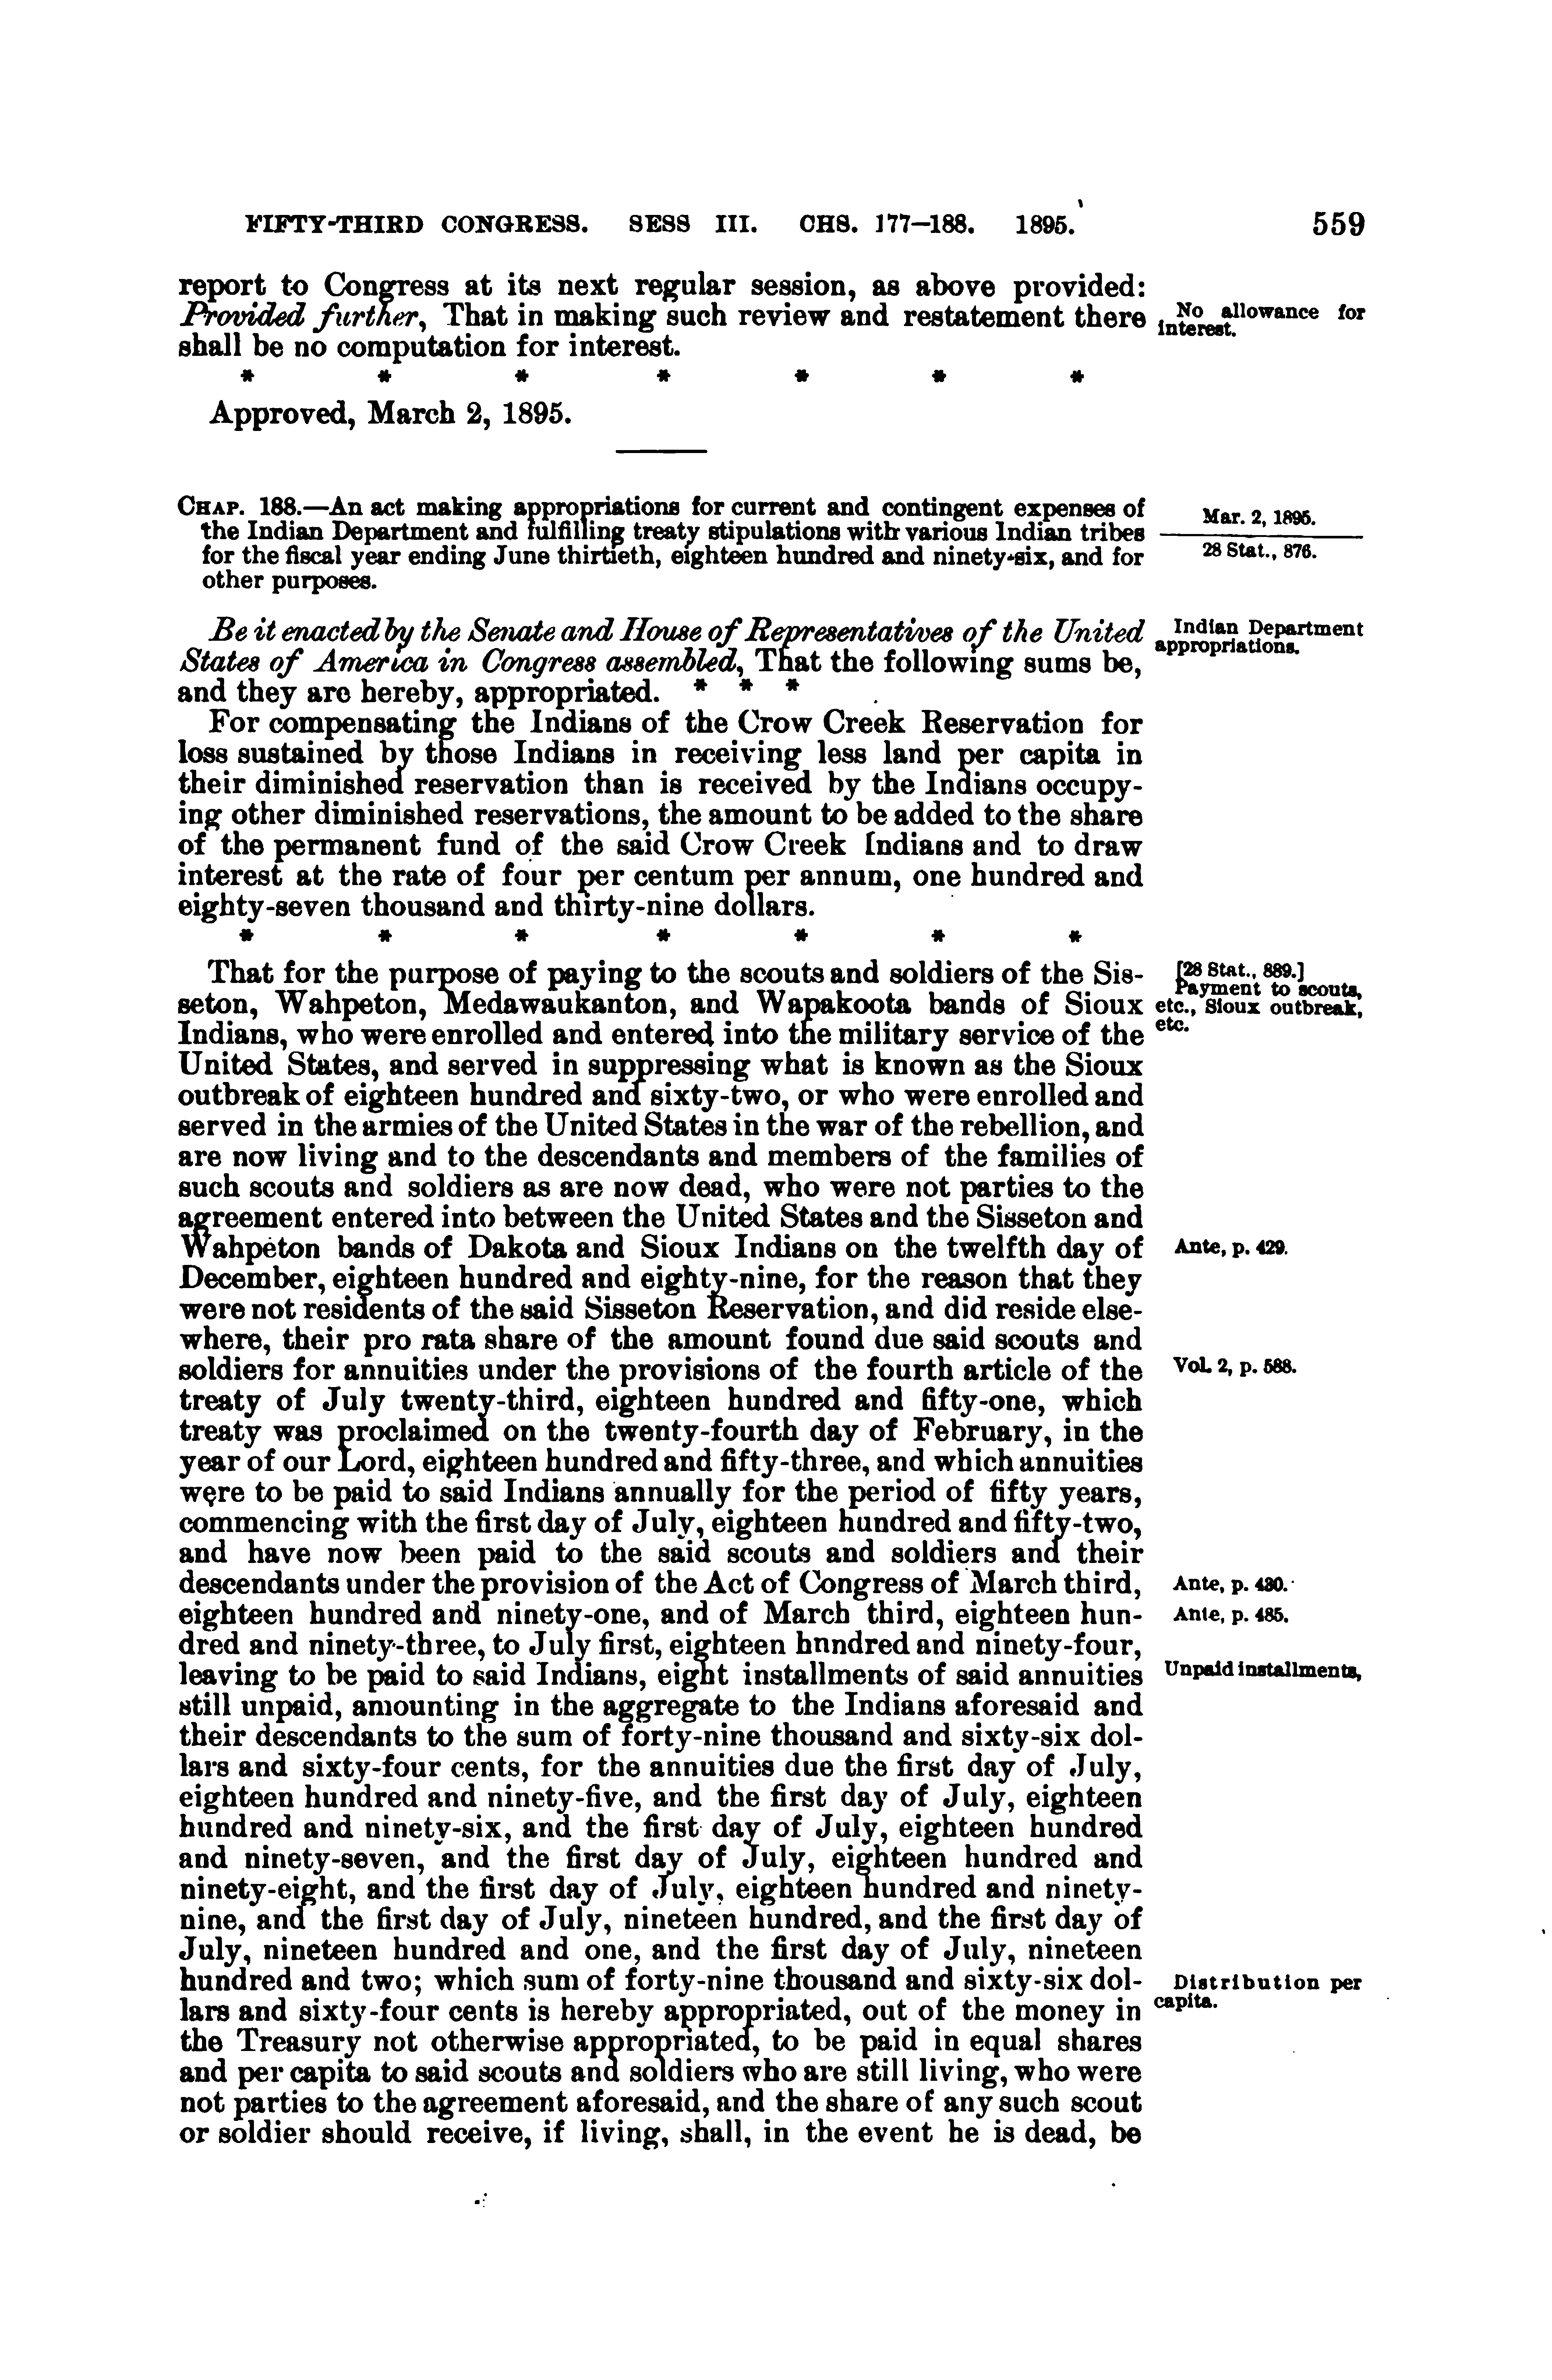 FIFTY-THIRD CONGRESS. SESS III. CHS. 177–188. 1895. 559
report to Congress at its next regular session, as above provided:
Provided further, That in making such review and restatement there
shall be no computation for interest.
No allowance for
interest.
* * * * * * *
Approved, March 2, 1895.
CHAP. 188.—An act making appropriations for current and contingent expenses of
the Indian Department and fulfilling treaty stipulations with various Indian tribes
for the fiscal year ending June thirtieth, eighteen hundred and ninety-six, and for
other purposes.
Mar. 2, 1895.
28 Stat., 876.
Be it enacted by the Senate and House of Representatives of the United
States of America in Congress assembled, That the following sums be,
and they are hereby, appropriated. * * *
Indian Department
appropriations.
For compensating the Indians of the Crow Creek Reservation for
loss sustained by those Indians in receiving less land per capita in
their diminished reservation than is received by the Indians occupy-
ing other diminished reservations, the amount to be added to the share
of the permanent fund of the said Crow Creek Indians and to draw
interest at the rate of four per centum per annum, one hundred and
eighty-seven thousand and thirty-nine dollars.
* * * * * * *
That for the purpose of paying to the scouts and soldiers of the Sis-
seton, Wahpeton, Medawaukanton, and Wapakoota bands of Sioux
Indians, who were enrolled and entered into the military service of the
United States, and served in suppressing what is known as the Sioux
outbreak of eighteen hundred and sixty-two, or who were enrolled and
served in the armies of the United States in the war of the rebellion, and
are now living and to the descendants and members of the families of
such scouts and soldiers as are now dead, who were not parties to the
agreement entered into between the United States and the Sisseton and
Wahpeton bands of Dakota and Sioux Indians on the twelfth day of
December, eighteen hundred and eighty-nine, for the reason that they
were not residents of the said Sisseton Reservation, and did reside else-
where, their pro rata share of the amount found due said scouts and
soldiers for annuities under the provisions of the fourth article of the
treaty of July twenty-third, eighteen hundred and fifty-one, which
treaty was proclaimed on the twenty-fourth day of February, in the
year of our Lord, eighteen hundred and fifty-three, and which annuities
were to be paid to said Indians annually for the period of fifty years,
commencing with the first day of July, eighteen hundred and fifty-two,
and have now been paid to the said scouts and soldiers and their
descendants under the provision of the Act of Congress of March third,
eighteen hundred and ninety-one, and of March third, eighteen hun-
dred and ninety-three, to July first, eighteen hnndred and ninety-four,
leaving to be paid to said Indians, eight installments of said annuities
still unpaid, amounting in the aggregate to the Indians aforesaid and
their descendants to the sum of forty-nine thousand and sixty-six dol-
lars and sixty-four cents, for the annuities due the first day of July,
eighteen hundred and ninety-five, and the first day of July, eighteen
hundred and ninety-six, and the first day of July, eighteen hundred
and ninety-seven, and the first day of July, eighteen hundred and
ninety-eight, and the first day of July, eighteen hundred and ninety-
nine, and the first day of July, nineteen hundred, and the first day of
July, nineteen hundred and one, and the first day of July, nineteen
hundred and two; which sum of forty-nine thousand and sixty-six dol-
lars and sixty-four cents is hereby appropriated, out of the money in
the Treasury not otherwise appropriated, to be paid in equal shares
and per capita to said scouts and soldiers who are still living, who were
not parties to the agreement aforesaid, and the share of any such scout
or soldier should receive, if living, shall, in the event he is dead, be
[28 Stat., 889.]
Payment to scouts,
etc., Sioux outbreak,
etc.
Ante, p. 429.
Vol. 2, p. 588.
Ante, p. 430.
Ante, p. 485.
Unpaid installments,
Distribution per
capita.